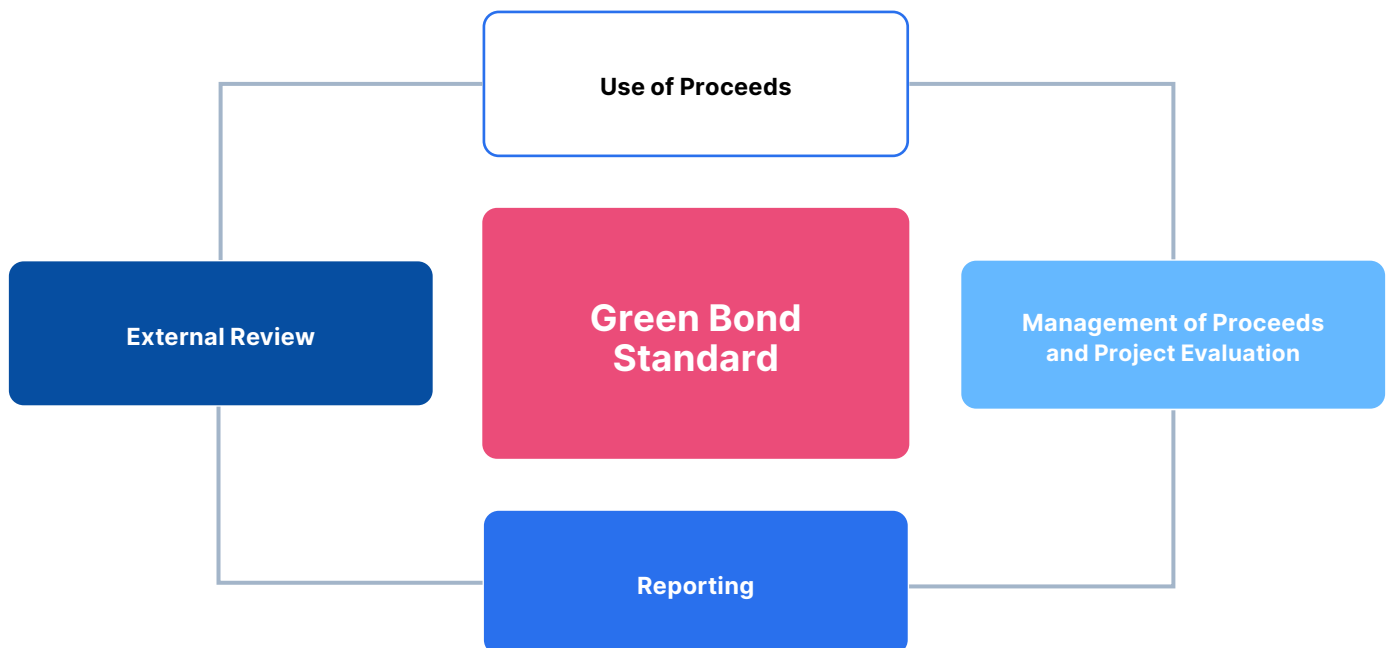 Use of Proceeds
External Review
Green Bond
Standard
Management of Proceeds
and Project Evaluation
Reporting